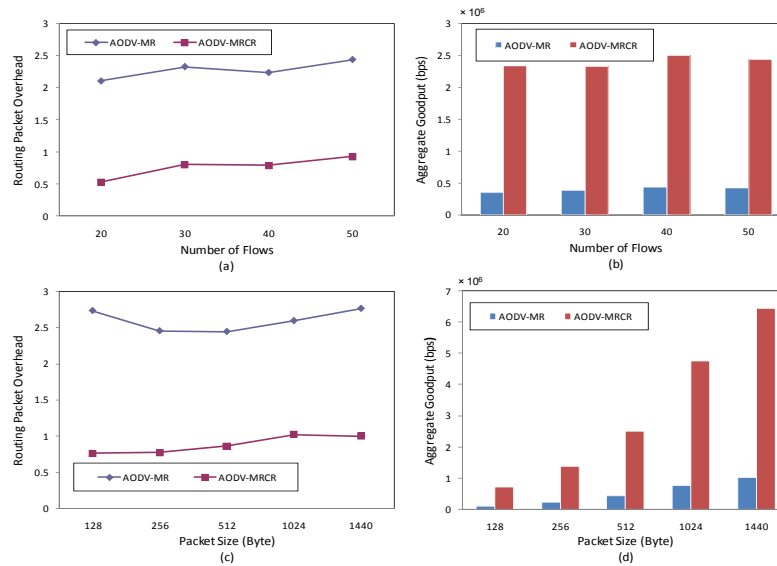 3
2.5
2
1.5
1
0.5
0
AODV-MR
AODV-MRCR
Routing Packet Overhead
20
30
40
50
Number of Flows
(a)
× 10⁶
3
2.5
2
1.5
1
0.5
0
AODV-MR
AODV-MRCR
Aggregate Goodput (bps)
20
30
40
50
Number of Flows
(b)
3
2.5
2
1.5
1
0.5
0
AODV-MR
AODV-MRCR
Routing Packet Overhead
128
256
512
1024
1440
Packet Size (Byte)
(c)
× 10⁶
7
6
5
4
3
2
1
0
AODV-MR
AODV-MRCR
Aggregate Goodput (bps)
128
256
512
1024
1440
Packet Size (Byte)
(d)